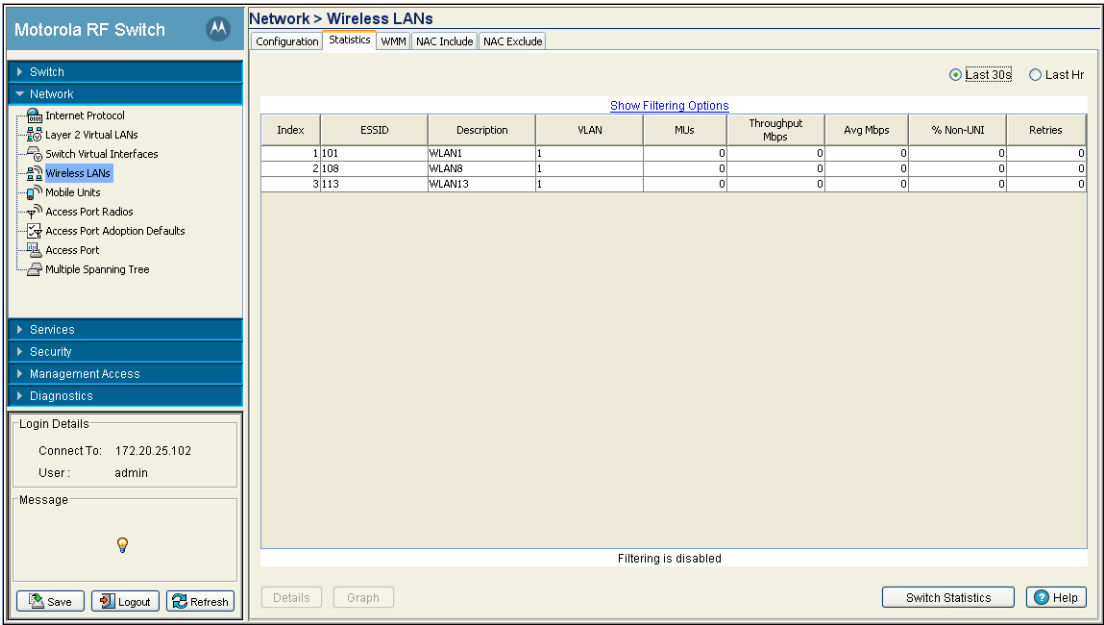 Motorola RF Switch
Network > Wireless LANs
Configuration Statistics WMM NAC Include NAC Exclude
Switch
Network
Internet Protocol
Layer 2 Virtual LANs
Switch Virtual Interfaces
Wireless LANs
Mobile Units
Access Port Radios
Access Port Adoption Defaults
Access Port
Multiple Spanning Tree
Services
Security
Management Access
Diagnostics
Login Details
Connect To: 172.20.25.102
User : admin
Message
Save Logout Refresh
Last 30s Last Hr
Show Filtering Options
Index ESSID Description VLAN MUs Throughput Mbps Avg Mbps % Non-UNI Retries
1 101 WLAN1 1 0 0 0 0 0
2 108 WLAN8 1 0 0 0 0 0
3 113 WLAN13 1 0 0 0 0 0
Filtering is disabled
Details Graph Switch Statistics Help